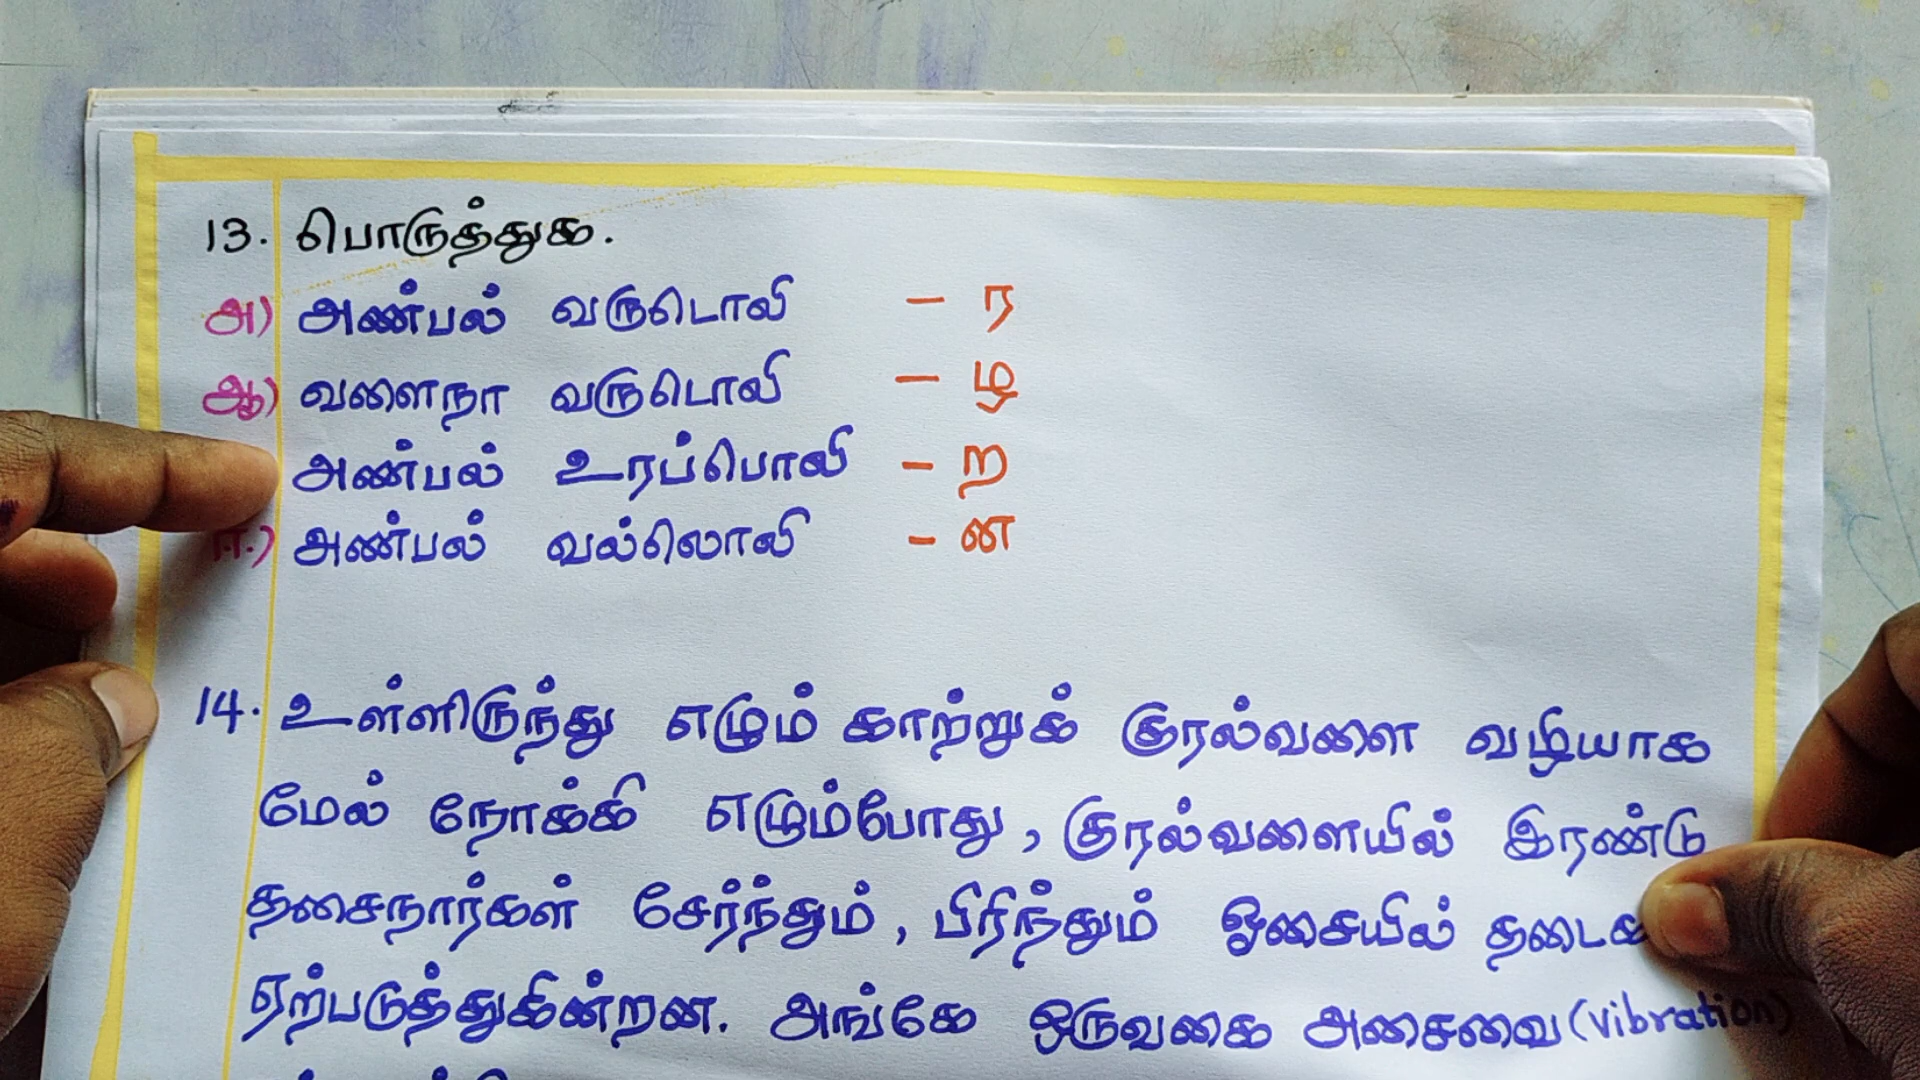 13. பொருத்துக.
அ) அண்பல் வருடொலி – ர
ஆ) வளைநா வருடொலி – ழ
அண்பல் உரப்பொலி – ற
ஈ) அண்பல் வல்லொலி – ன
14. உள்ளிருந்து எழும் காற்றுக் குரல்வளை வழியாக
மேல் நோக்கி எழும்போது, குரல்வளையில் இரண்டு
தசைநார்கள் சேர்ந்தும், பிரிந்தும் ஓசையில்
ஏற்படுத்துகின்றன. அங்கே ஒருவகை அசைவை (vibration)